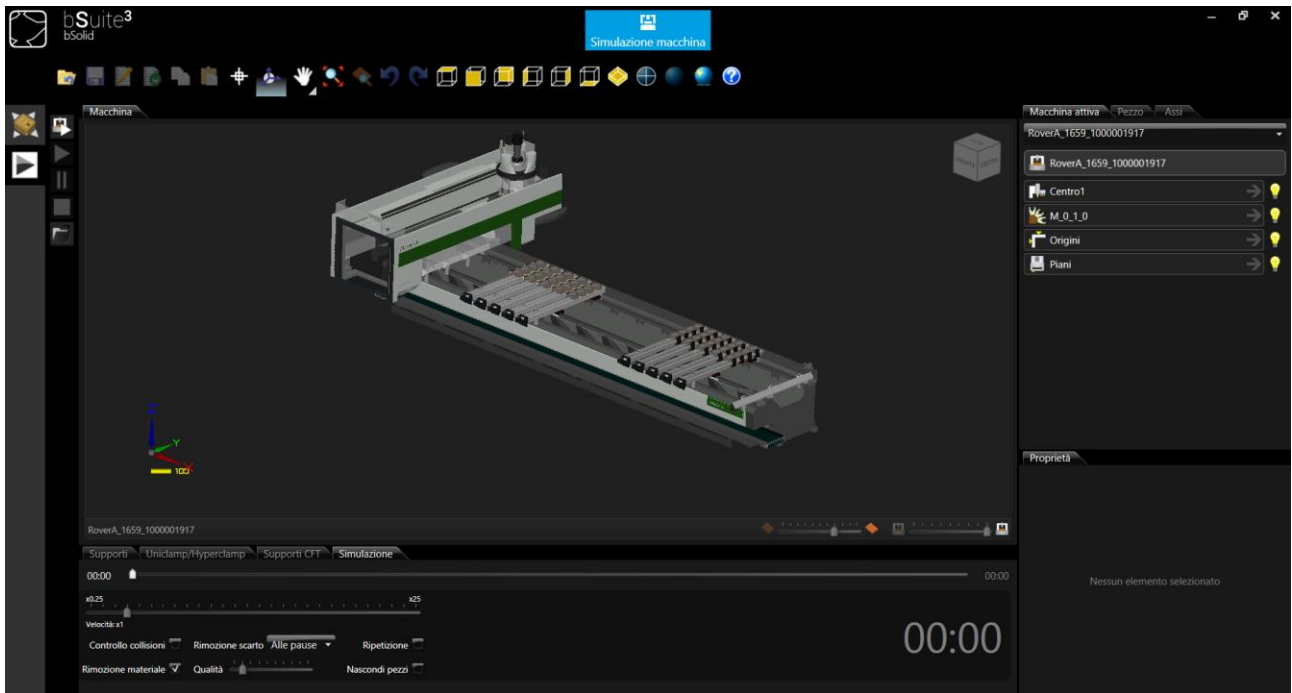 bSuite³
bSolid
Simulazione macchina
Macchina
Macchina attiva Pezzo Assi
RoverA_1659_1000001917
RoverA_1659_1000001917
Centro1
M_0_1_0
Origini
Piani
Z
Y
X
100
RoverA_1659_1000001917
Proprietà
Nessun elemento selezionato
Supporti Uniclamp/Hyperclamp Supporti CFT Simulazione
00:00 00:00
x0.25 x25
Velocità: x1
00:00
Controllo collisioni Rimozione scarto Alle pause Ripetizione
Rimozione materiale Qualità Nascondi pezzi